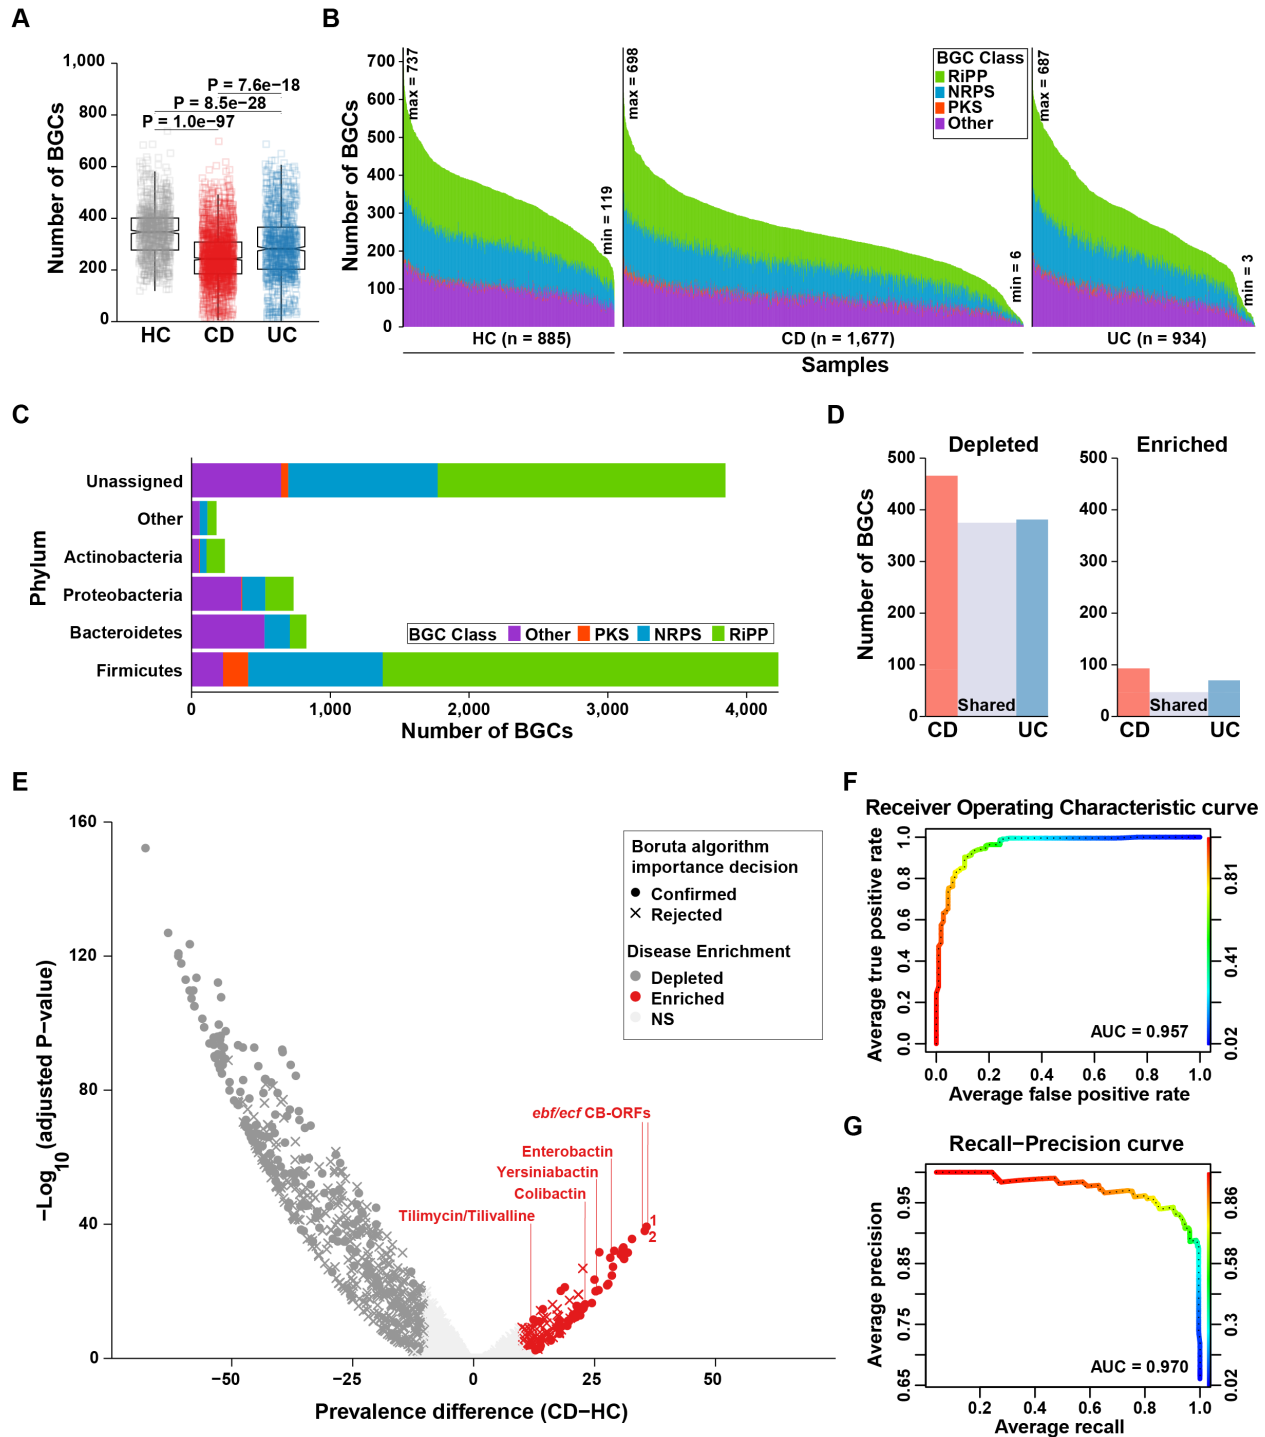 A
1,000
800
600
400
200
0
Number of BGCs
P = 7.6e−18
P = 8.5e−28
P = 1.0e−97
HC
CD
UC
B
700
600
500
400
300
200
100
0
Number of BGCs
max = 737
min = 119
max = 698
min = 6
max = 687
min = 3
BGC Class
RiPP
NRPS
PKS
Other
HC (n = 885)
CD (n = 1,677)
UC (n = 934)
Samples
C
Phylum
Unassigned
Other
Actinobacteria
Proteobacteria
Bacteroidetes
Firmicutes
BGC Class
Other
PKS
NRPS
RiPP
0
1,000
2,000
3,000
4,000
Number of BGCs
D
Depleted
Number of BGCs
500
400
300
200
100
0
Shared
CD
UC
Enriched
500
400
300
200
100
0
Shared
CD
UC
E
160
120
80
40
0
−Log10 (adjusted P−value)
Boruta algorithm
importance decision
Confirmed
Rejected
Disease Enrichment
Depleted
Enriched
NS
ebf/ecf CB-ORFs
Enterobactin
Yersiniabactin
Colibactin
Tilimycin/Tilivalline
1
2
−50
−25
0
25
50
Prevalence difference (CD−HC)
F
Receiver Operating Characteristic curve
Average true positive rate
1.0
0.8
0.6
0.4
0.2
0.0
0.81
0.41
0.02
AUC = 0.957
0.0
0.2
0.4
0.6
0.8
1.0
Average false positive rate
G
Recall−Precision curve
Average precision
0.95
0.85
0.75
0.65
0.86
0.58
0.3
0.02
AUC = 0.970
0.2
0.4
0.6
0.8
1.0
Average recall